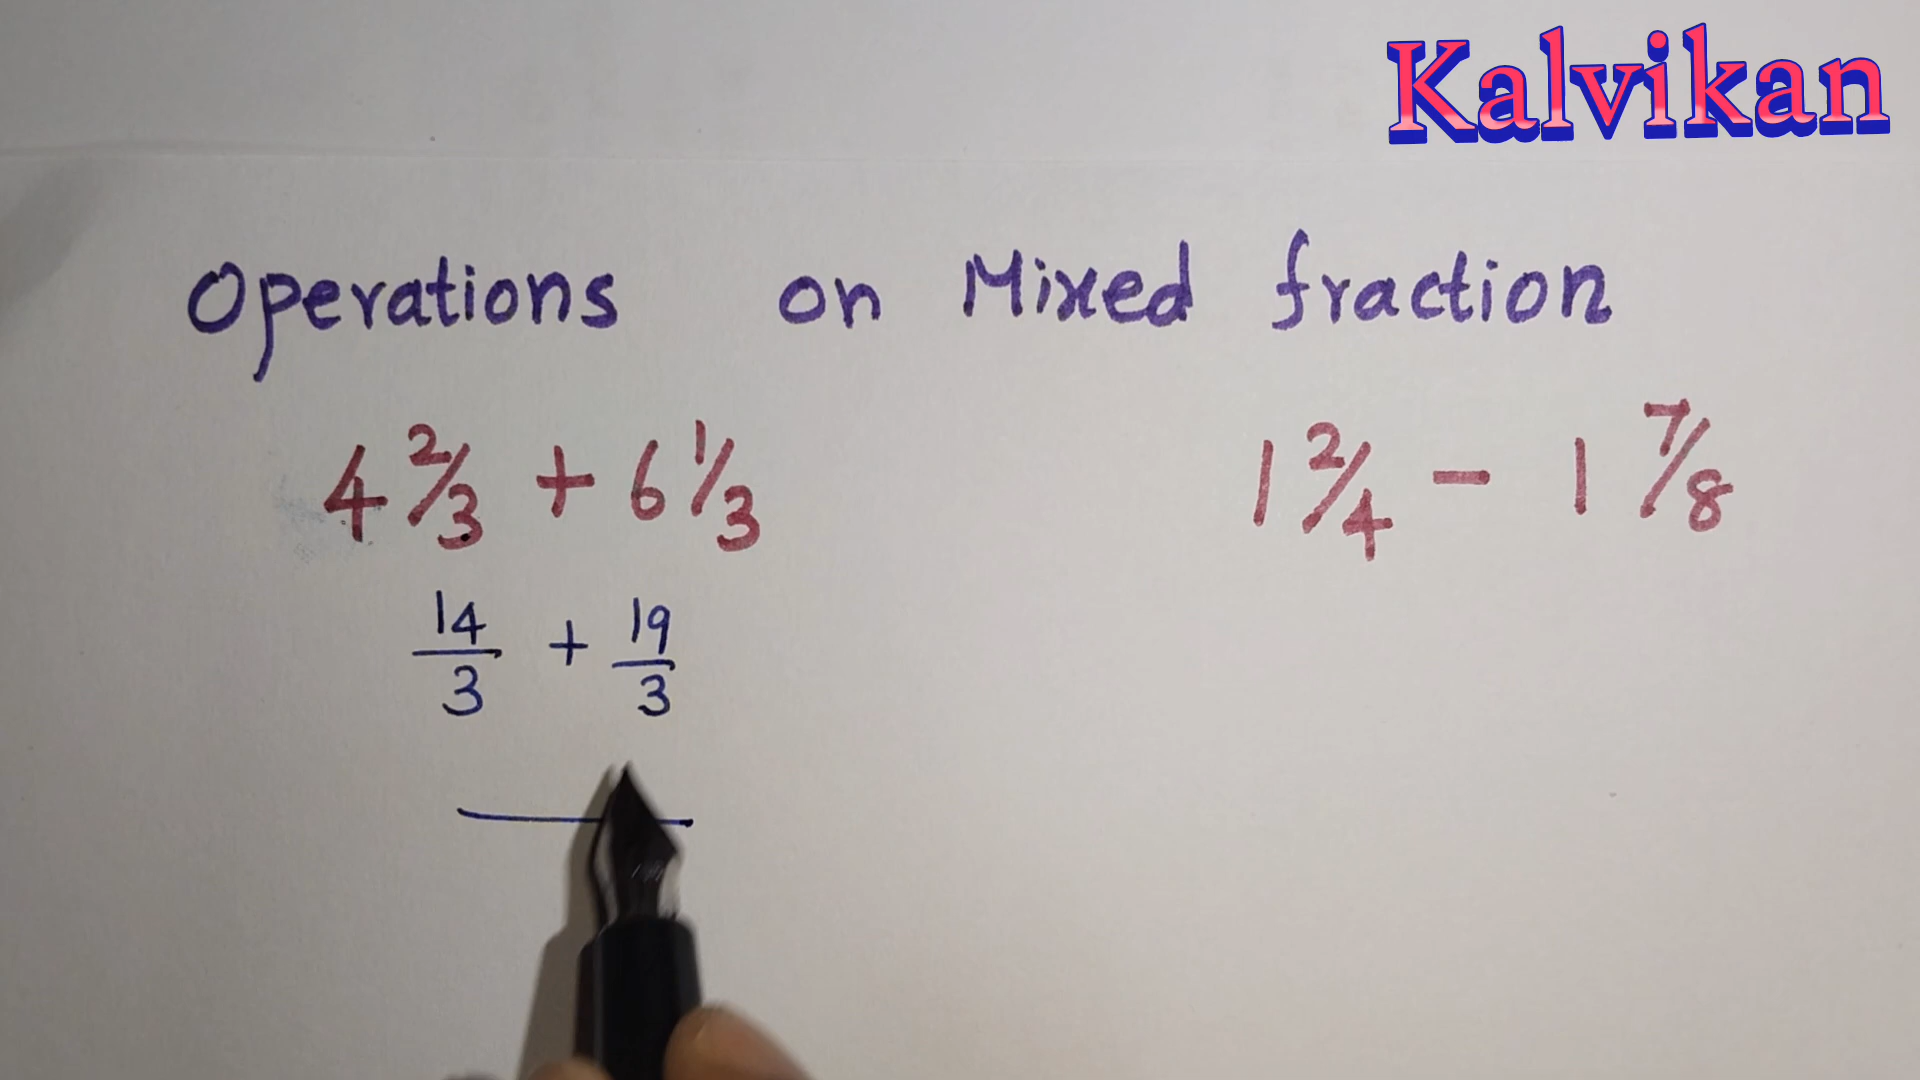 Kalvikan
Operations on Mixed fraction
4 2/3 + 6 1/3
1 2/4 - 1 7/8
14/3 + 19/3